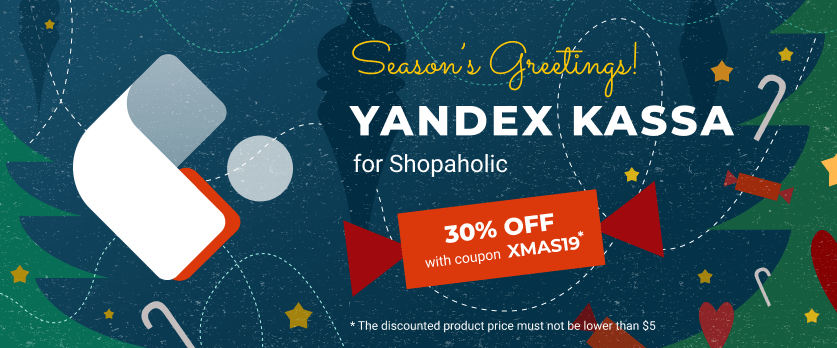 Season's Greetings!
YANDEX KASSA
for Shopaholic
30% OFF
with coupon XMAS19*
* The discounted product price must not be lower than $5